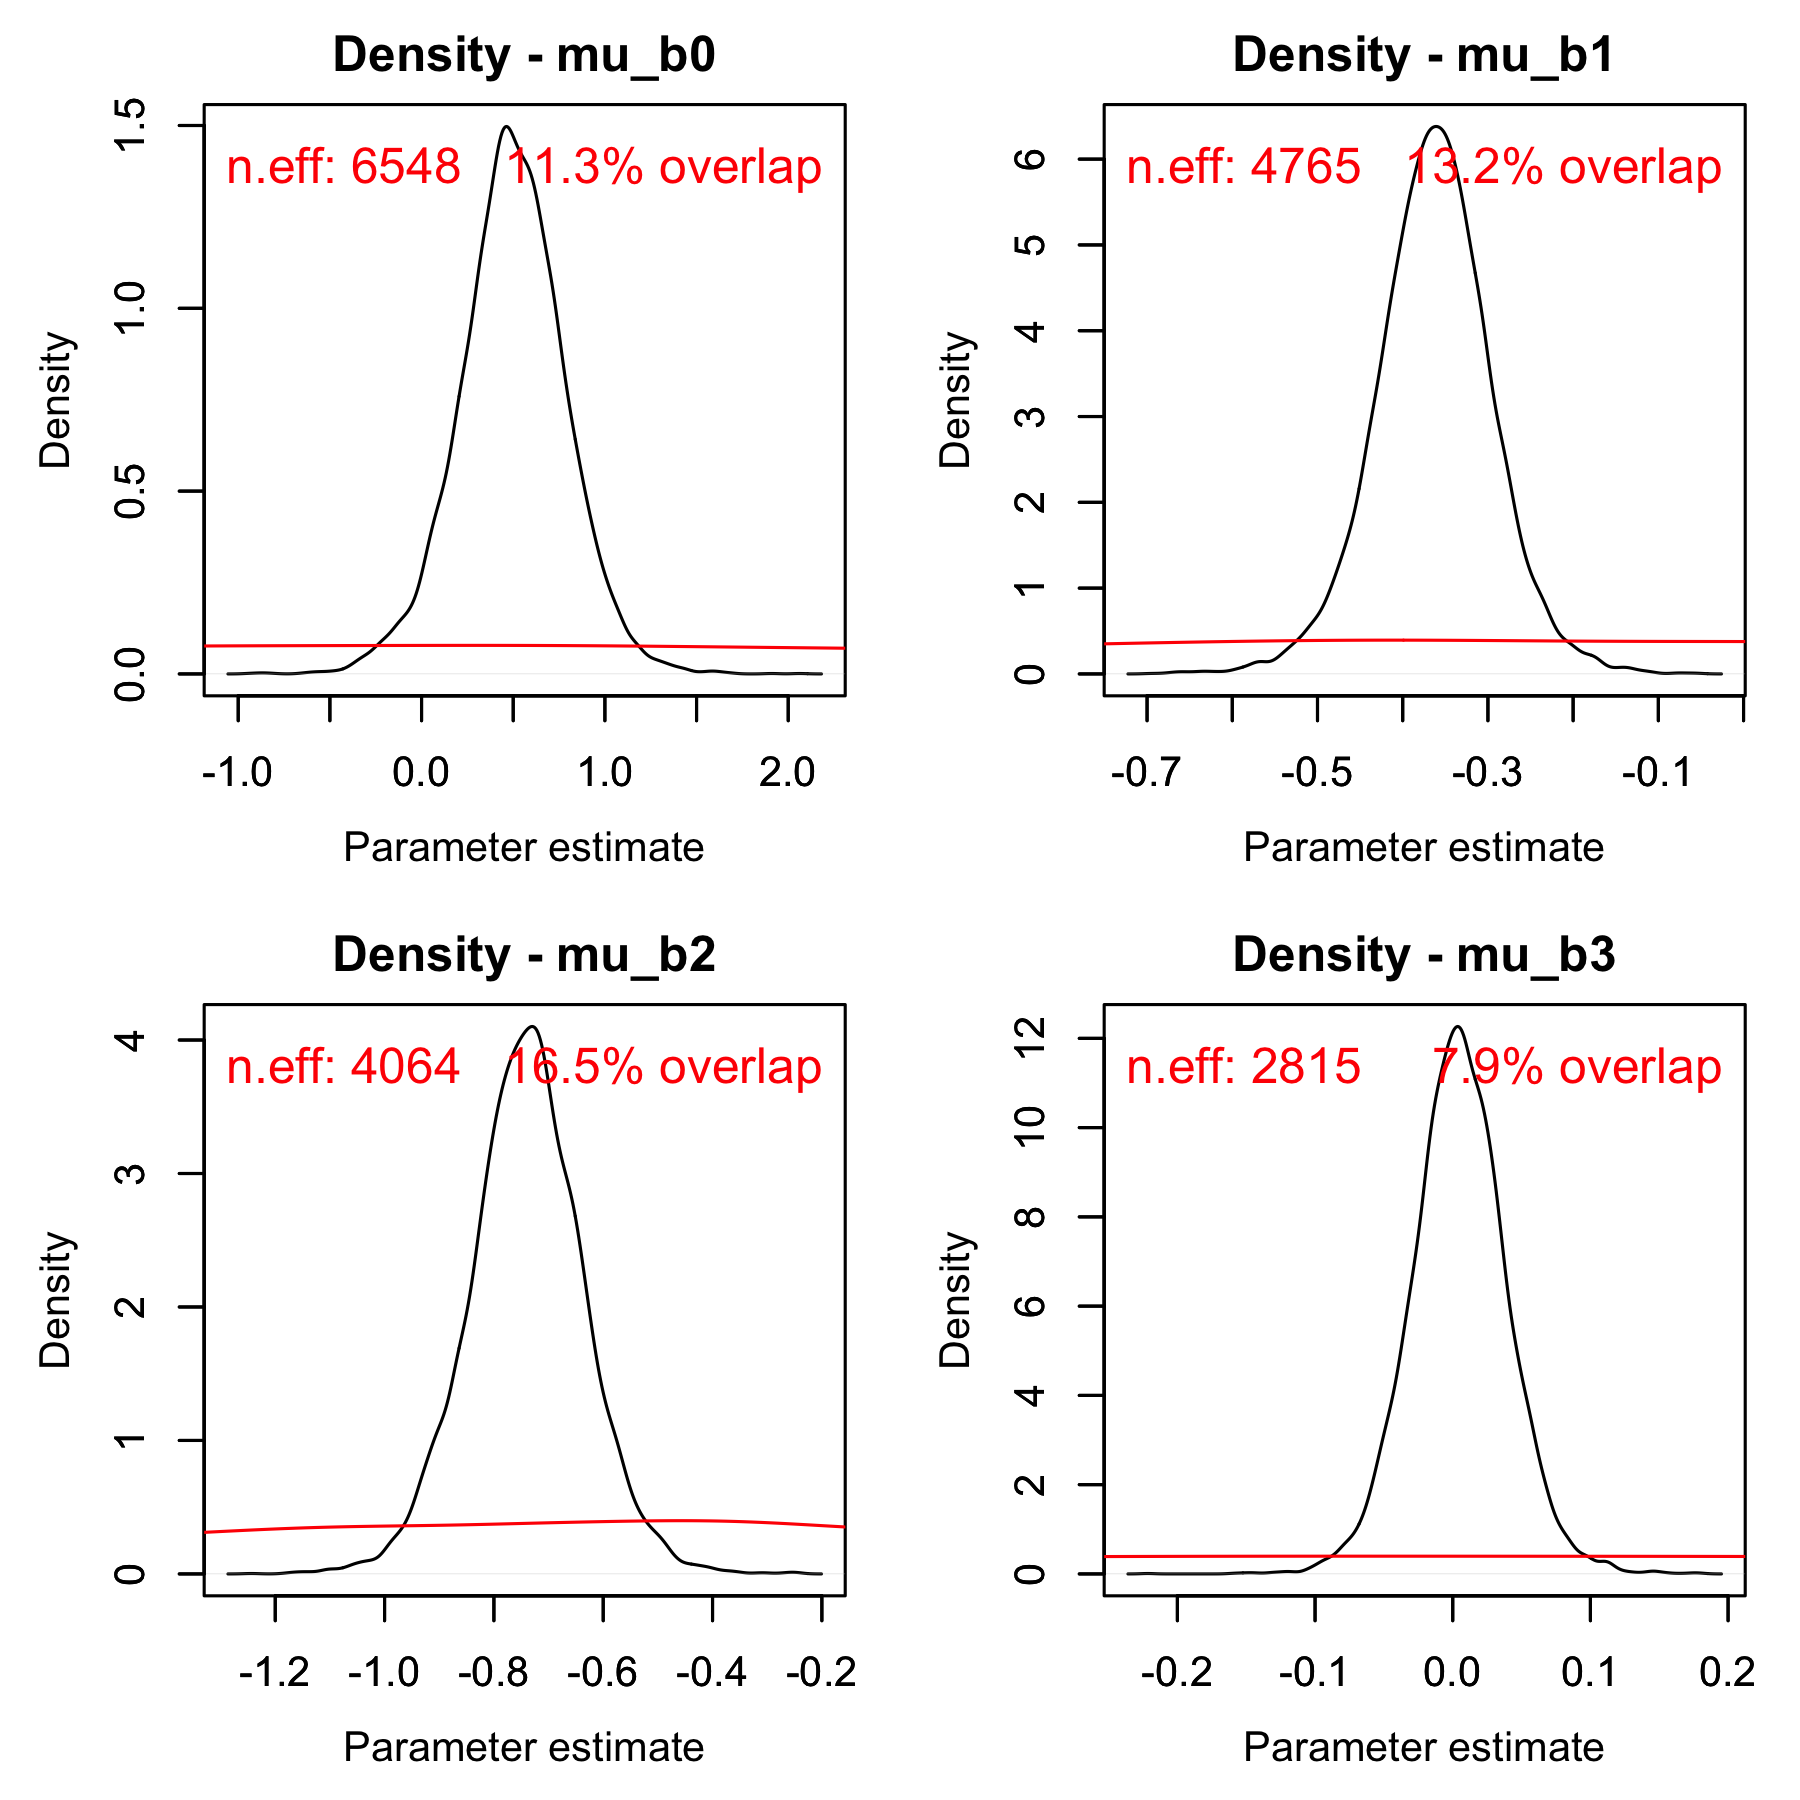 Density - mu_b0
n.eff: 6548 11.3% overlap
Density
0.0 0.5 1.0 1.5
-1.0 0.0 1.0 2.0
Parameter estimate
Density - mu_b1
n.eff: 4765 13.2% overlap
Density
0 1 2 3 4 5 6
-0.7 -0.5 -0.3 -0.1
Parameter estimate
Density - mu_b2
n.eff: 4064 16.5% overlap
Density
0 1 2 3 4
-1.2 -1.0 -0.8 -0.6 -0.4 -0.2
Parameter estimate
Density - mu_b3
n.eff: 2815 7.9% overlap
Density
0 2 4 6 8 10 12
-0.2 -0.1 0.0 0.1 0.2
Parameter estimate